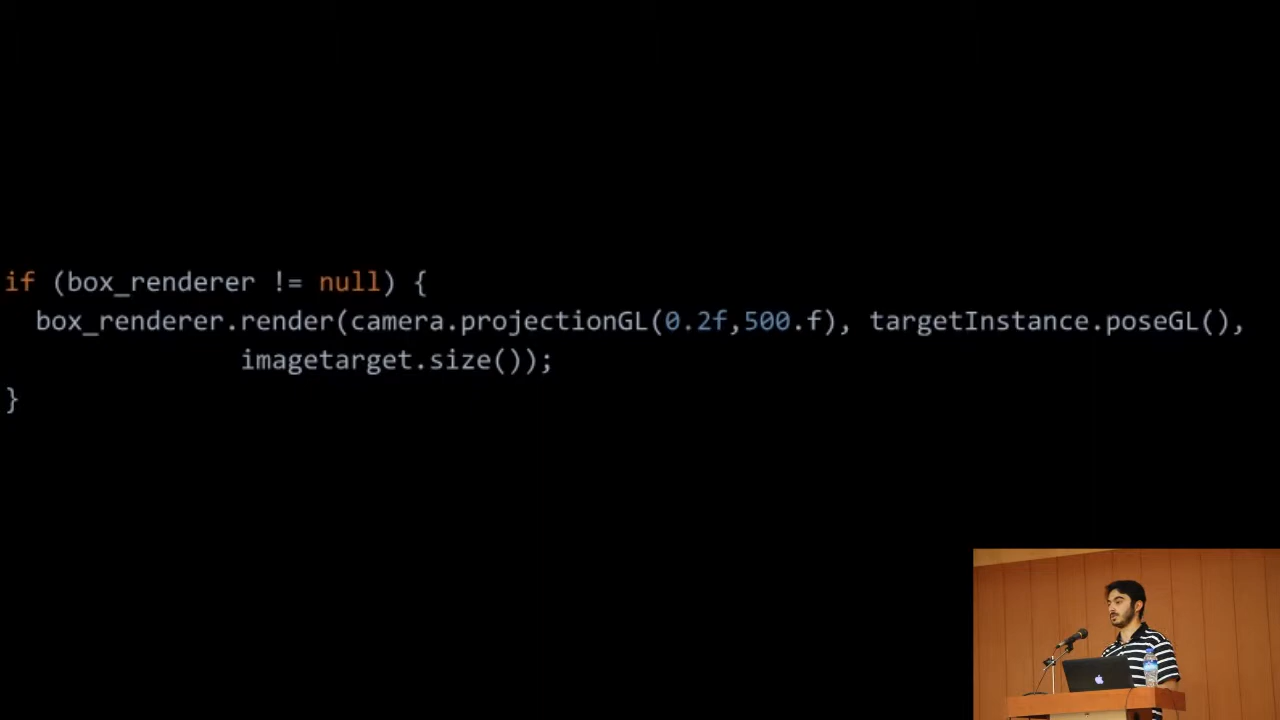 if (box_renderer != null) {
box_renderer.render(camera.projectionGL(0.2f,500.f), targetInstance.poseGL(),
imagetarget.size());
}